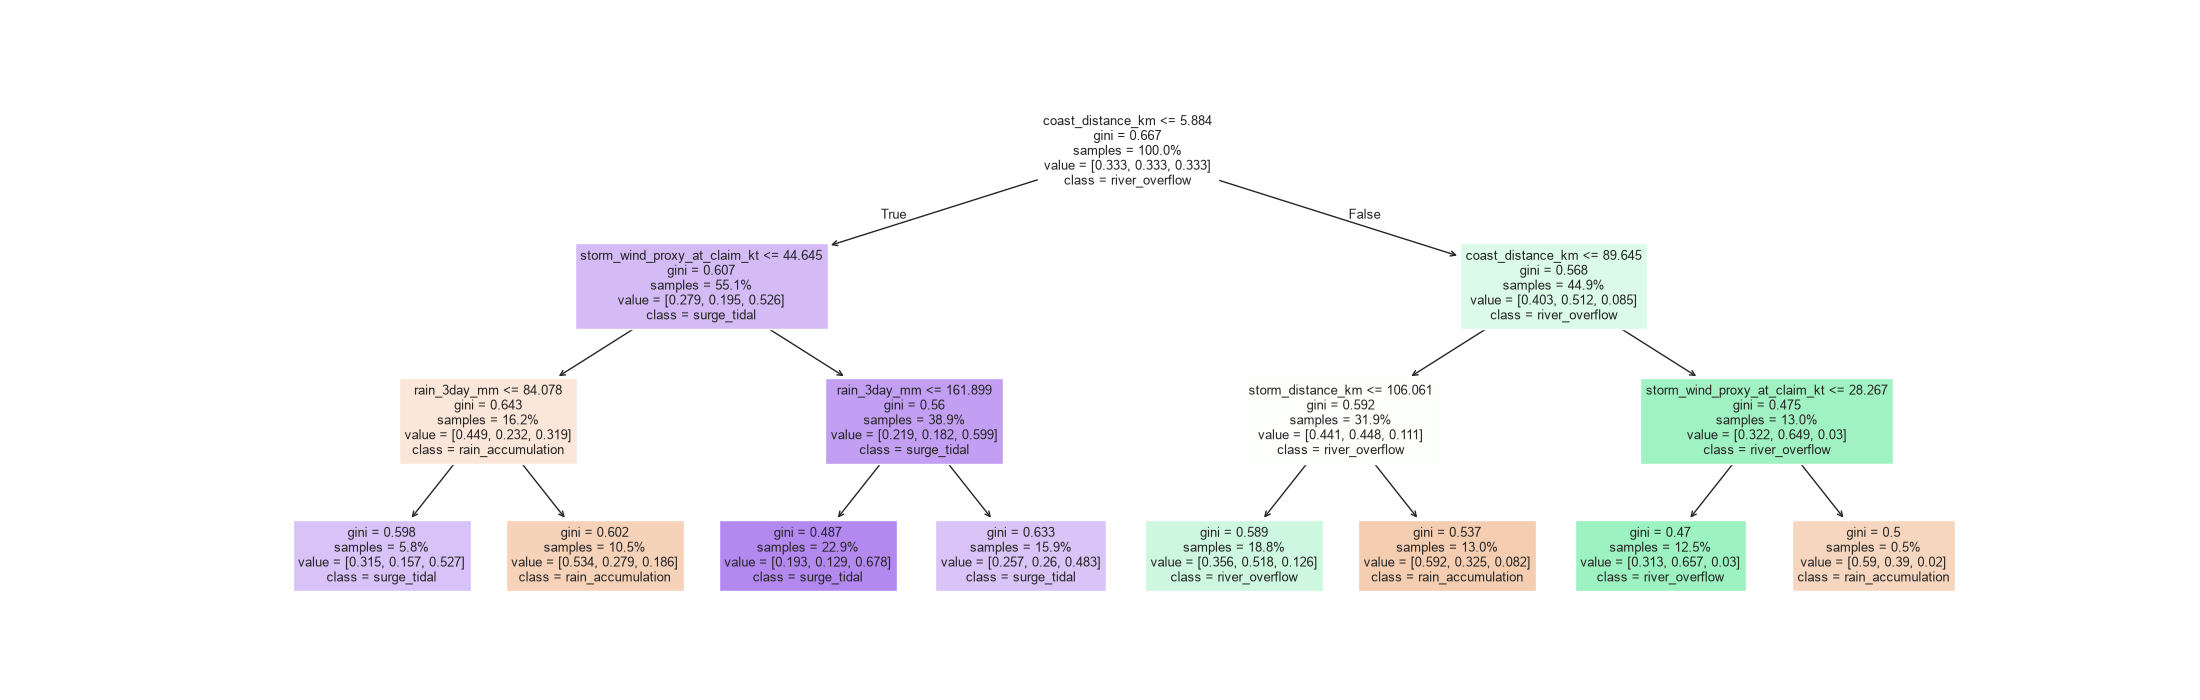 coast_distance_km <= 5.884
gini = 0.667
samples = 100.0%
value = [0.333, 0.333, 0.333]
class = river_overflow
True
False
storm_wind_proxy_at_claim_kt <= 44.645
gini = 0.607
samples = 55.1%
value = [0.279, 0.195, 0.526]
class = surge_tidal
coast_distance_km <= 89.645
gini = 0.568
samples = 44.9%
value = [0.403, 0.512, 0.085]
class = river_overflow
rain_3day_mm <= 84.078
gini = 0.643
samples = 16.2%
value = [0.449, 0.232, 0.319]
class = rain_accumulation
rain_3day_mm <= 161.899
gini = 0.56
samples = 38.9%
value = [0.219, 0.182, 0.599]
class = surge_tidal
storm_distance_km <= 106.061
gini = 0.592
samples = 31.9%
value = [0.441, 0.448, 0.111]
class = river_overflow
storm_wind_proxy_at_claim_kt <= 28.267
gini = 0.475
samples = 13.0%
value = [0.322, 0.649, 0.03]
class = river_overflow
gini = 0.598
samples = 5.8%
value = [0.315, 0.157, 0.527]
class = surge_tidal
gini = 0.602
samples = 10.5%
value = [0.534, 0.279, 0.186]
class = rain_accumulation
gini = 0.487
samples = 22.9%
value = [0.193, 0.129, 0.678]
class = surge_tidal
gini = 0.633
samples = 15.9%
value = [0.257, 0.26, 0.483]
class = surge_tidal
gini = 0.589
samples = 18.8%
value = [0.356, 0.518, 0.126]
class = river_overflow
gini = 0.537
samples = 13.0%
value = [0.592, 0.325, 0.082]
class = rain_accumulation
gini = 0.47
samples = 12.5%
value = [0.313, 0.657, 0.03]
class = river_overflow
gini = 0.5
samples = 0.5%
value = [0.59, 0.39, 0.02]
class = rain_accumulation